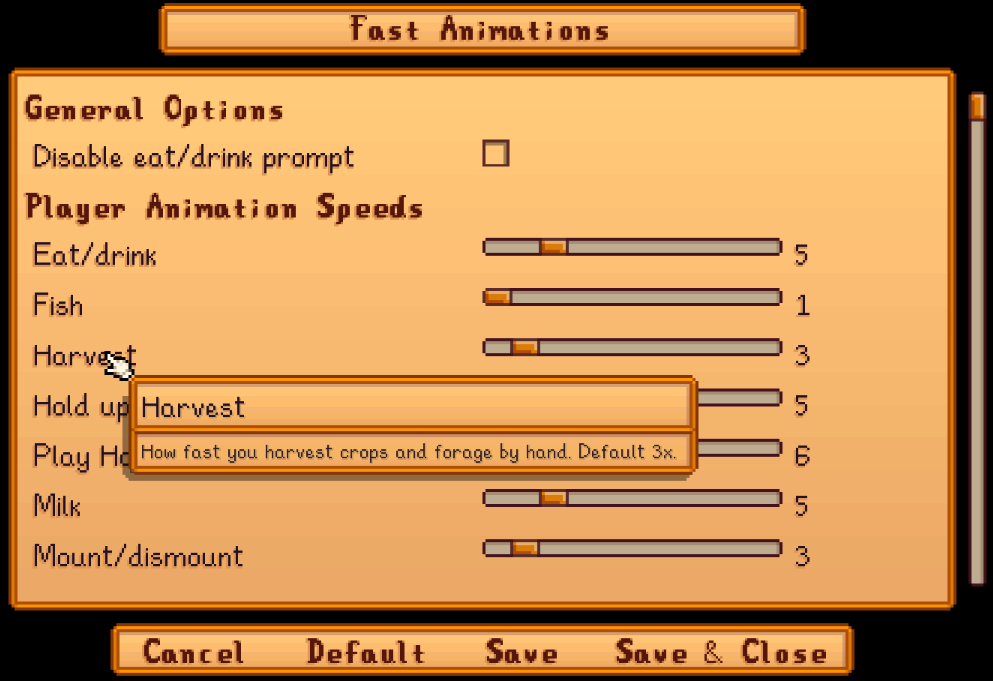 Fast Animations
General Options
Disable eat/drink prompt
Player Animation Speeds
Eat/drink 5
Fish 1
Harvest 3
Hold up 5
Harvest
How fast you harvest crops and forage by hand. Default 3x.
Play 6
Milk 5
Mount/dismount 3
Cancel Default Save Save & Close